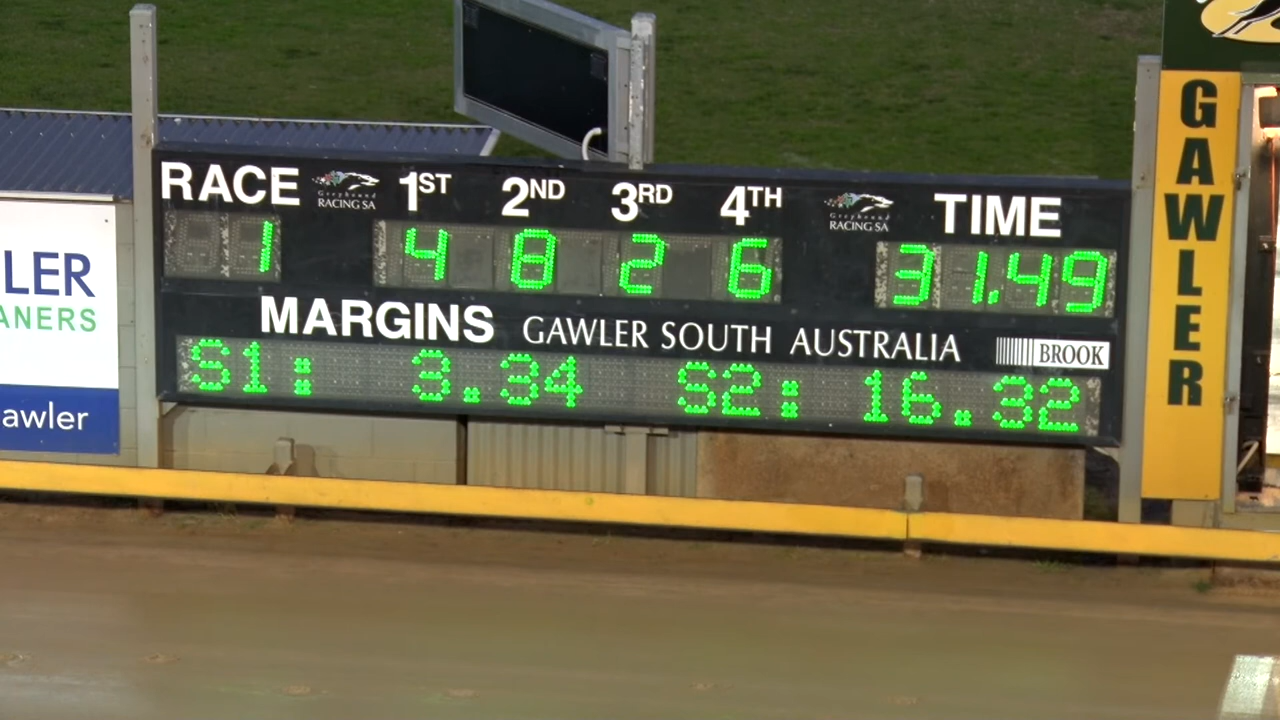 RACE Greyhound RACING SA 1ST 2ND 3RD 4TH Greyhound RACING SA TIME
1 4 8 2 6 31.49
MARGINS GAWLER SOUTH AUSTRALIA BROOK
S1: 3.34 S2: 16.32
GAWLER
LER
ANERS
awler